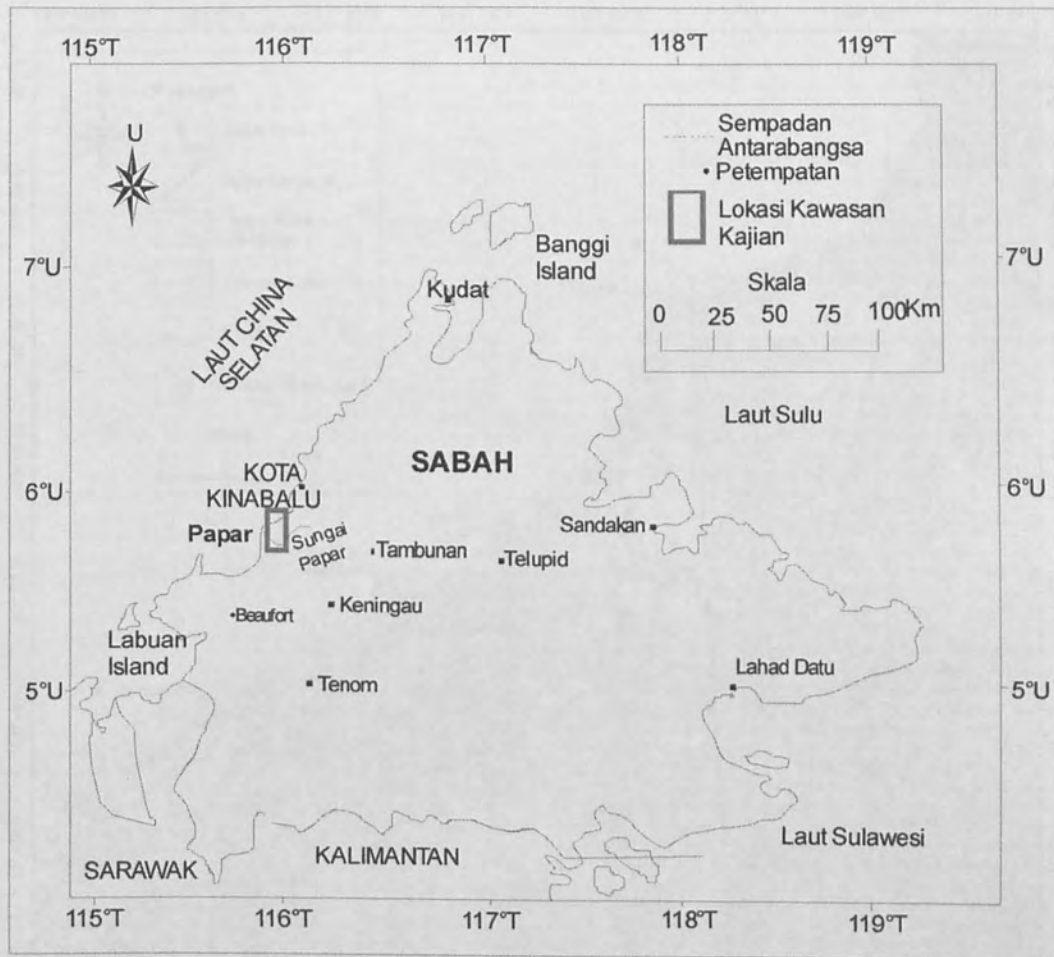 115°T 116°T 117°T 118°T 119°T
U
Sempadan
Antarabangsa
Petempatan
Lokasi Kawasan
Kajian
Skala
0 25 50 75 100Km
7°U
7°U
Banggi
Island
Kudat
LAUT CHINA
SELATAN
Laut Sulu
SABAH
KOTA
KINABALU
6°U
6°U
Papar
Sungai
Papar
Tambunan
Telupid
Sandakan
Beaufort
Keningau
Labuan
Island
Lahad Datu
5°U
Tenom
5°U
Laut Sulawesi
SARAWAK
KALIMANTAN
115°T 116°T 117°T 118°T 119°T